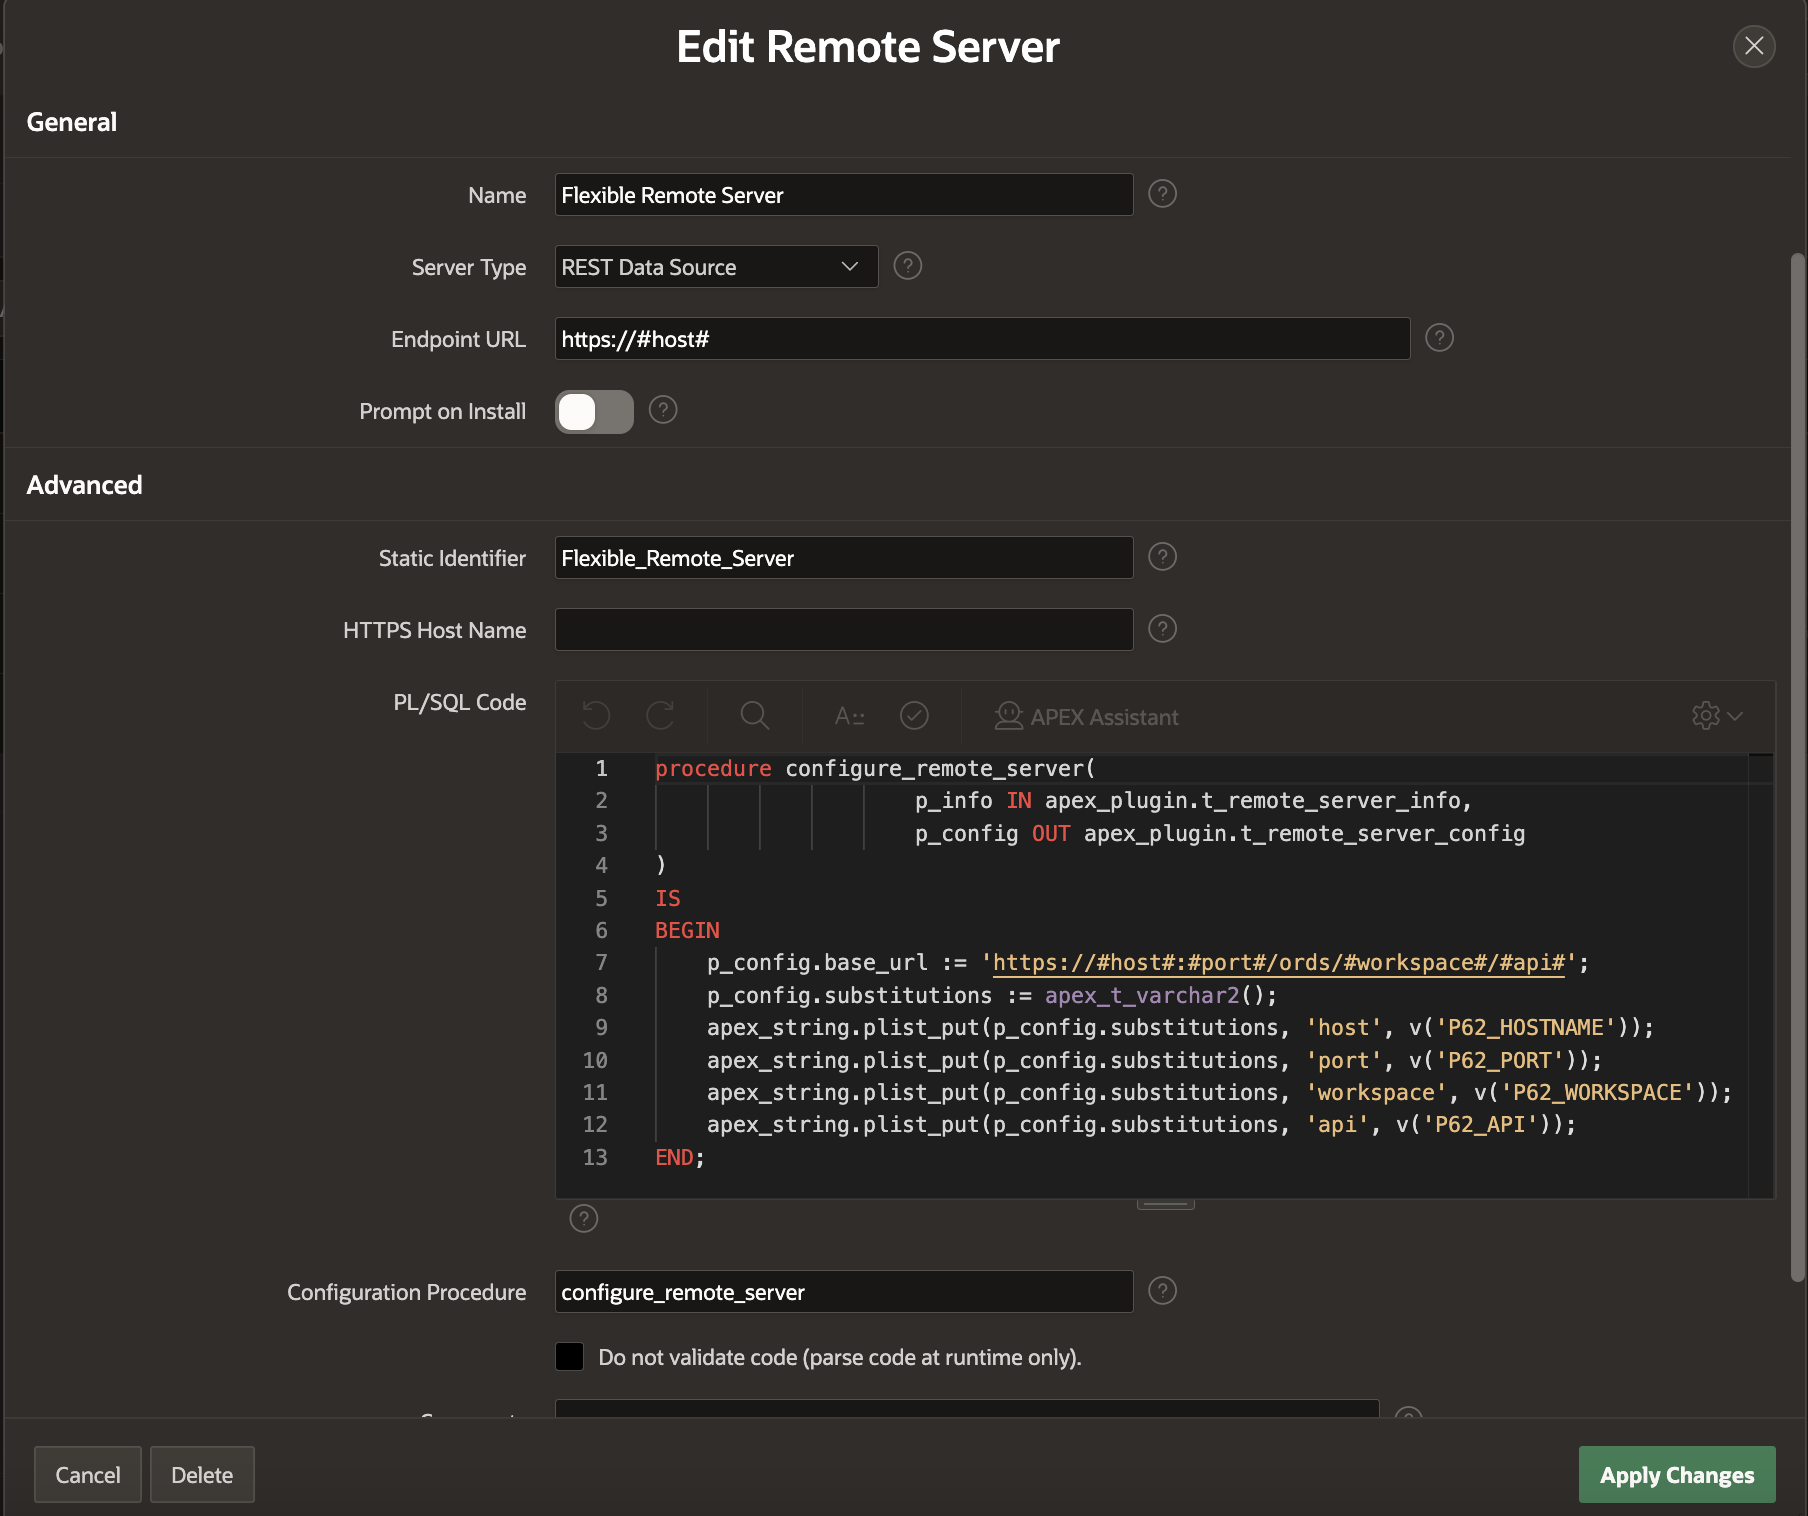 Edit Remote Server
General
Name
Flexible Remote Server
Server Type
REST Data Source
Endpoint URL
https://#host#
Prompt on Install
Advanced
Static Identifier
Flexible_Remote_Server
HTTPS Host Name
PL/SQL Code
APEX Assistant
1 procedure configure_remote_server(
2 p_info IN apex_plugin.t_remote_server_info,
3 p_config OUT apex_plugin.t_remote_server_config
4 )
5 IS
6 BEGIN
7 p_config.base_url := 'https://#host#:#port#/ords/#workspace#/#api#';
8 p_config.substitutions := apex_t_varchar2();
9 apex_string.plist_put(p_config.substitutions, 'host', v('P62_HOSTNAME'));
10 apex_string.plist_put(p_config.substitutions, 'port', v('P62_PORT'));
11 apex_string.plist_put(p_config.substitutions, 'workspace', v('P62_WORKSPACE'));
12 apex_string.plist_put(p_config.substitutions, 'api', v('P62_API'));
13 END;
Configuration Procedure
configure_remote_server
Do not validate code (parse code at runtime only).
Cancel
Delete
Apply Changes